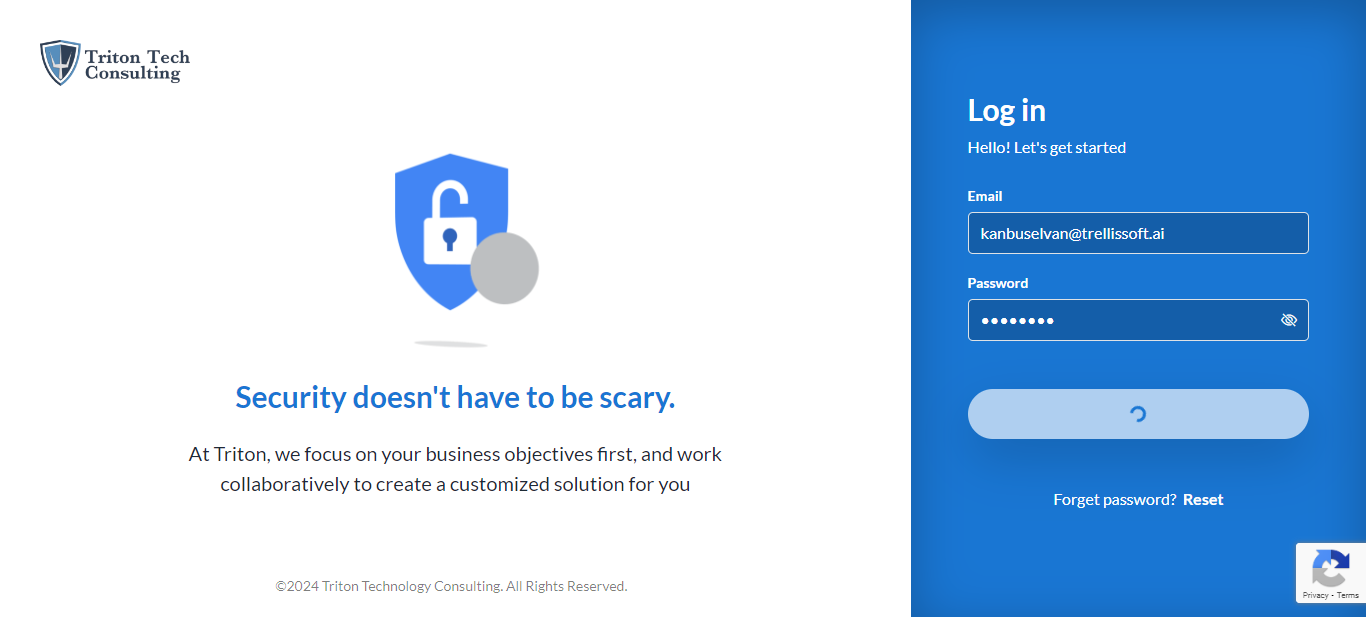 Triton Tech
Consulting
Security doesn't have to be scary.
At Triton, we focus on your business objectives first, and work
collaboratively to create a customized solution for you
©2024 Triton Technology Consulting. All Rights Reserved.
Log in
Hello! Let's get started
Email
kanbuselvan@trellissoft.ai
Password
••••••••
Forget password? Reset
Privacy - Terms